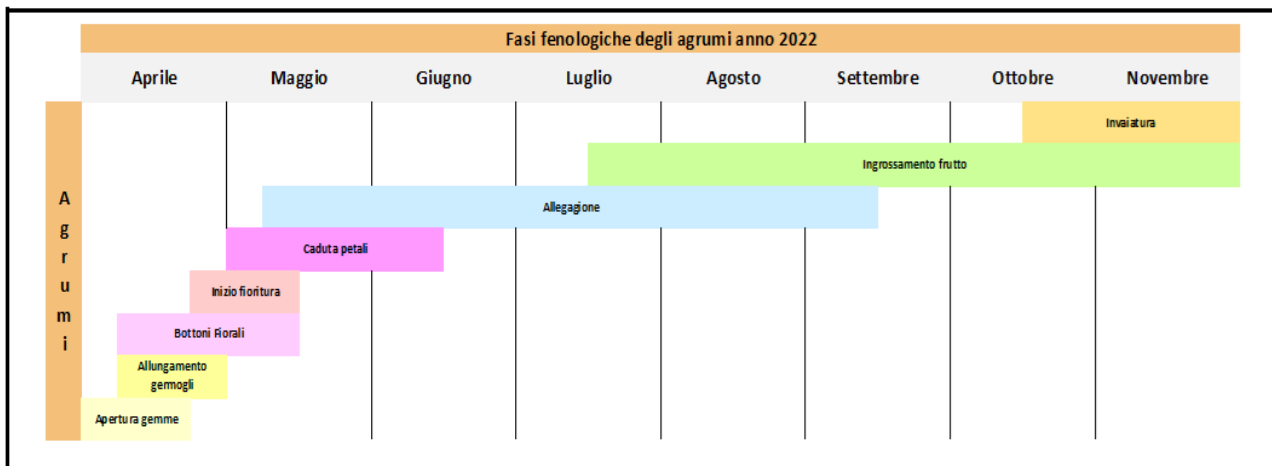 Fasi fenologiche degli agrumi anno 2022
Aprile Maggio Giugno Luglio Agosto Settembre Ottobre Novembre
Agrumi
Invaiatura
Ingrossamento frutto
Allegagione
Caduta petali
Inizio fioritura
Bottoni Fiorali
Allungamento
germogli
Apertura gemme